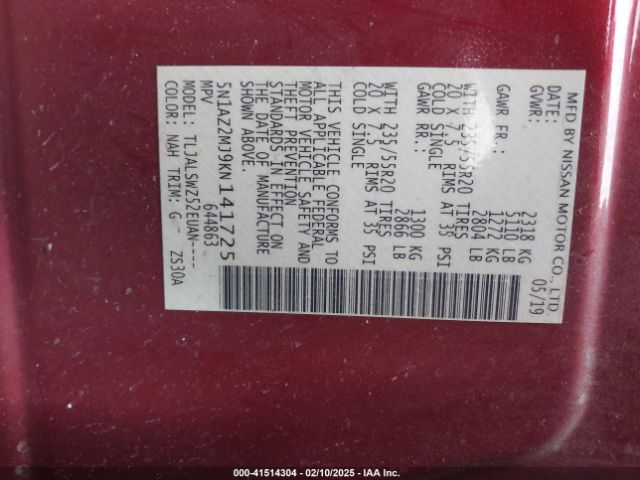 MFD BY NISSAN MOTOR CO., LTD.
DATE: 05/19
GVWR: 2318 KG
5110 LB
GAWR FR.: 1272 KG
2804 LB
WITH 235/55R20 TIRES
20 X 7.5 RIMS AT 35 PSI
COLD SINGLE
GAWR RR.: 1300 KG
2866 LB
WITH 235/55R20 TIRES
20 X 7.5 RIMS AT 35 PSI
COLD SINGLE
THIS VEHICLE CONFORMS TO
ALL APPLICABLE FEDERAL
MOTOR VEHICLE SAFETY AND
THEFT PREVENTION
STANDARDS IN EFFECT ON
THE DATE OF MANUFACTURE
SHOWN ABOVE.
5N1AZ2MJ9KN141725
MPV 644863
TLJALSWZ52EUAN----
COLOR: NAH TRIM: G ZS30A
000-41514304 - 02/10/2025 - IAA Inc.